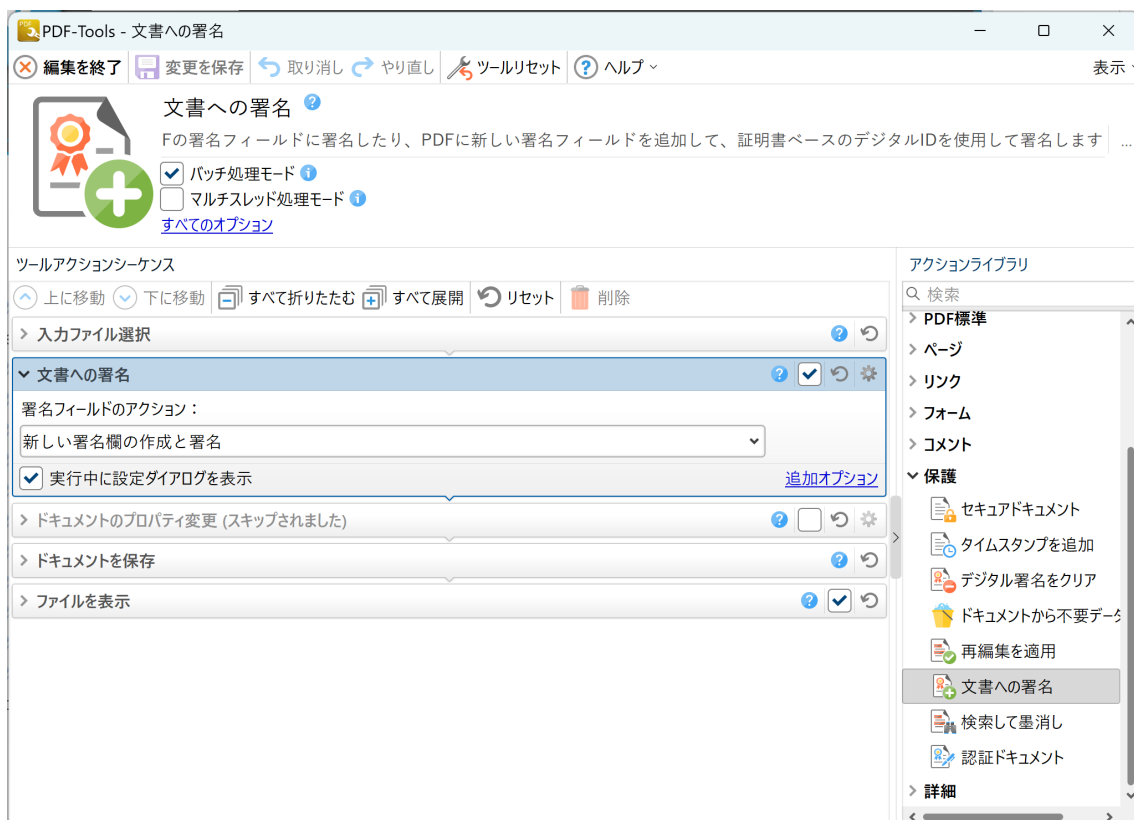 PDF-Tools - 文書への署名
編集を終了 変更を保存 取り消し やり直し ツールリセット ヘルプ 表示
文書への署名
Fの署名フィールドに署名したり、PDFに新しい署名フィールドを追加して、証明書ベースのデジタルIDを使用して署名します ...
バッチ処理モード
マルチスレッド処理モード
すべてのオプション
ツールアクションシーケンス
上に移動 下に移動 すべて折りたたむ すべて展開 リセット 削除
入力ファイル選択
文書への署名
署名フィールドのアクション：
新しい署名欄の作成と署名
実行中に設定ダイアログを表示 追加オプション
ドキュメントのプロパティ変更 (スキップされました)
ドキュメントを保存
ファイルを表示
アクションライブラリ
検索
PDF標準
ページ
リンク
フォーム
コメント
保護
セキュアドキュメント
タイムスタンプを追加
デジタル署名をクリア
ドキュメントから不要データ
再編集を適用
文書への署名
検索して墨消し
認証ドキュメント
詳細